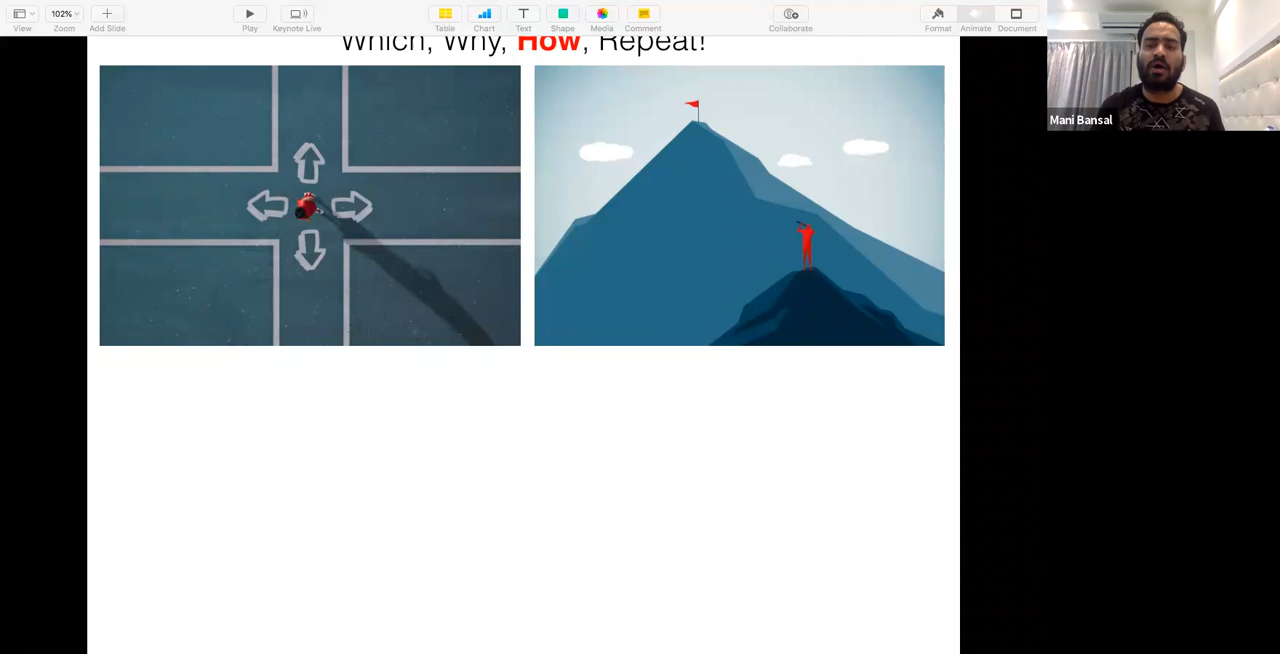 102%
View
Zoom
Add Slide
Play
Keynote Live
Table
Chart
Text
Shape
Media
Comment
Collaborate
Format
Animate
Document
Which, Why, How, Repeat!
Mani Bansal